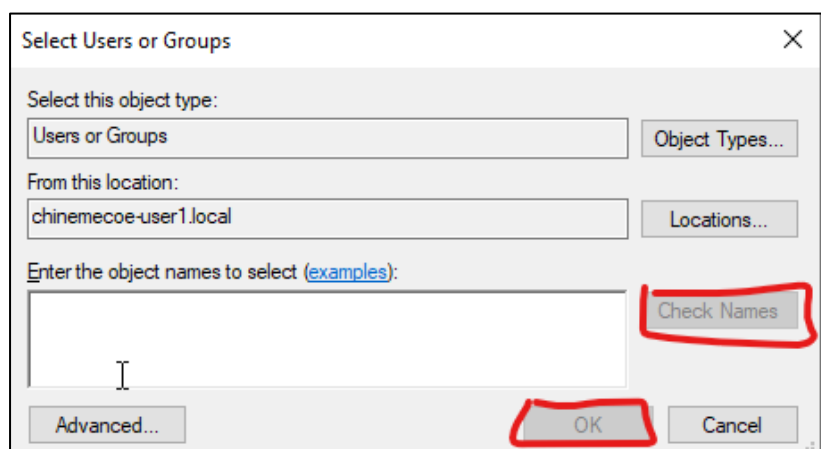 Select Users or Groups
Select this object type:
Users or Groups
Object Types...
From this location:
chinemecoe-user1.local
Locations...
Enter the object names to select (examples):
Check Names
Advanced...
OK
Cancel